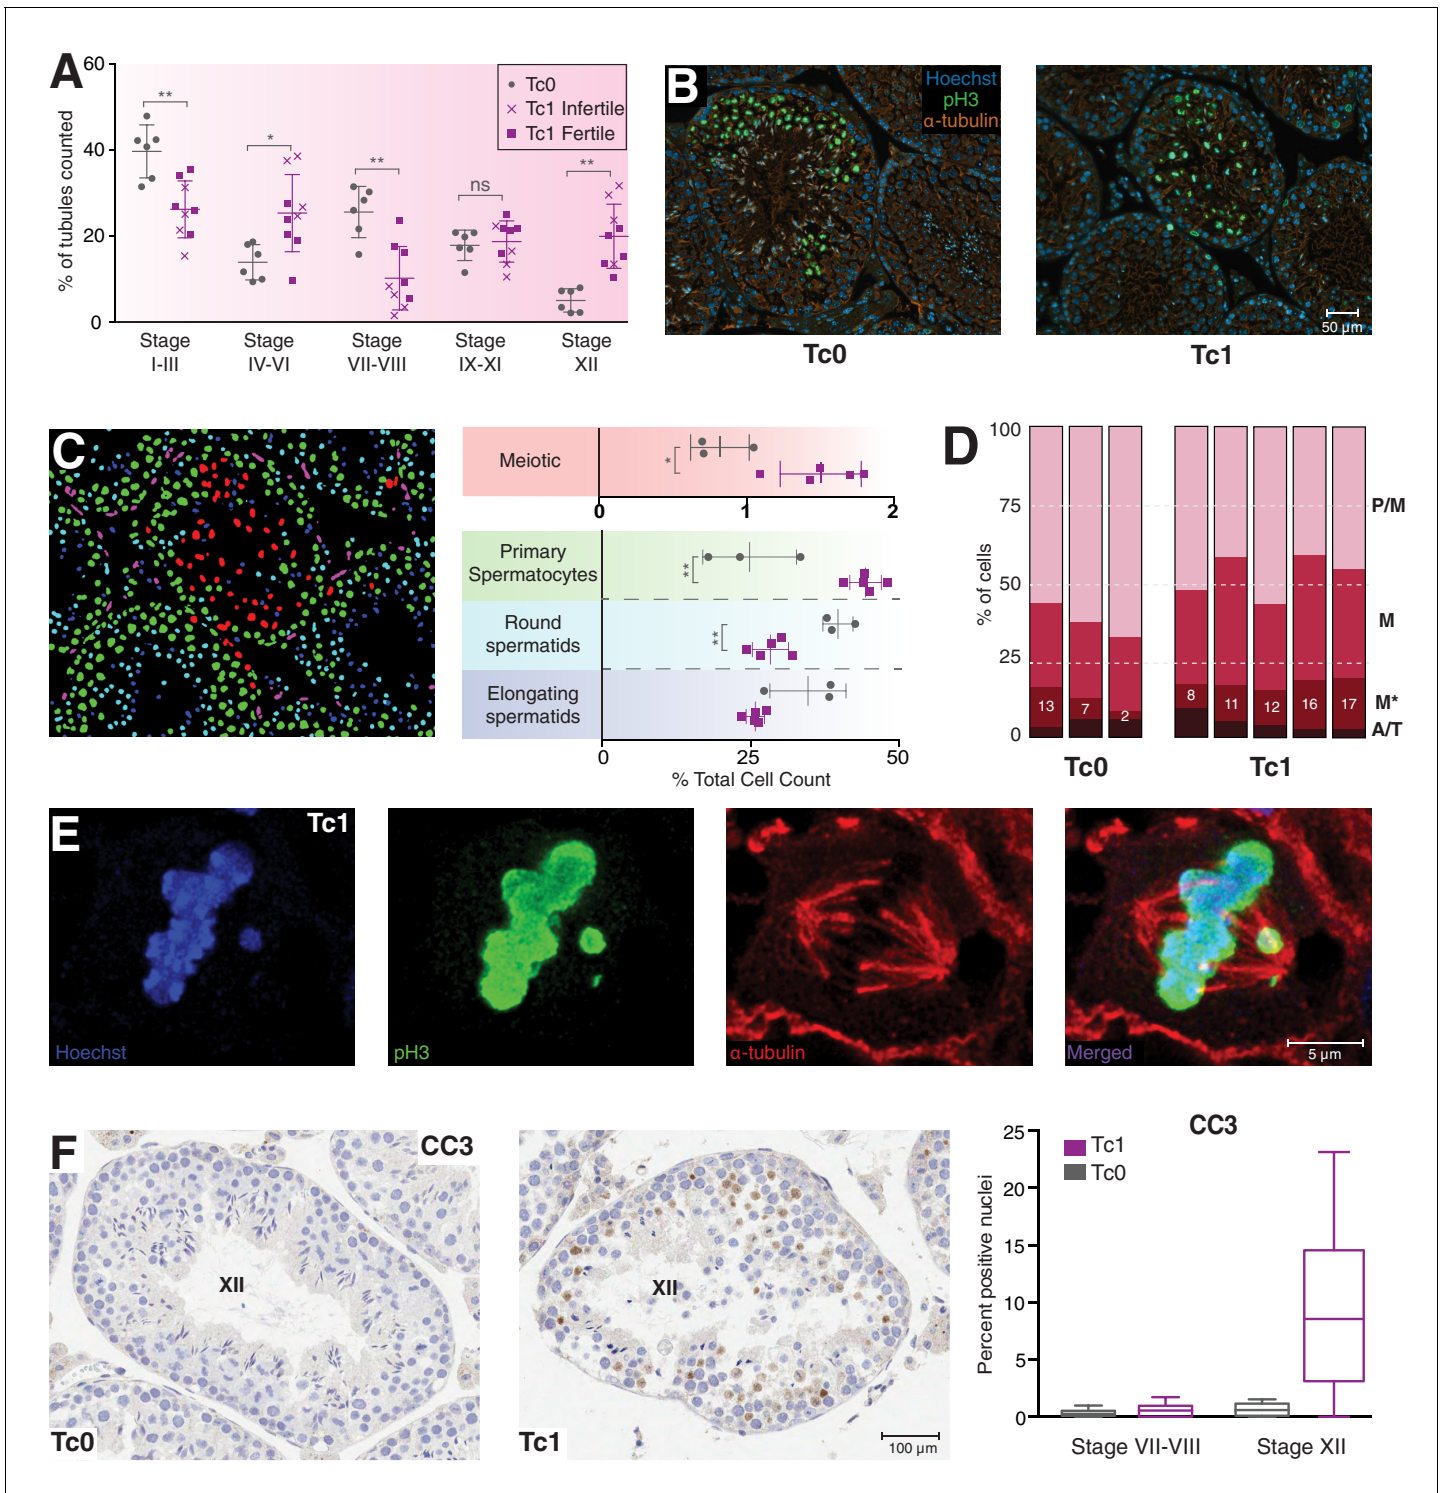 A
60
40
20
0
% of tubules counted
Tc0
Tc1 Infertile
Tc1 Fertile
**
*
**
ns
**
Stage
I-III
Stage
IV-VI
Stage
VII-VIII
Stage
IX-XI
Stage
XII
B
Hoechst
pH3
α-tubulin
50 µm
Tc0
Tc1
C
Meiotic
*
0
1
2
Primary
Spermatocytes
**
Round
spermatids
**
Elongating
spermatids
0
25
50
% Total Cell Count
D
100
75
50
25
0
% of cells
13
7
2
8
11
12
16
17
P/M
M
M*
A/T
Tc0
Tc1
E
Tc1
Hoechst
pH3
α-tubulin
Merged
5 µm
F
CC3
XII
Tc0
XII
Tc1
100 µm
CC3
Tc1
Tc0
25
20
15
10
5
0
Percent positive nuclei
Stage VII-VIII
Stage XII